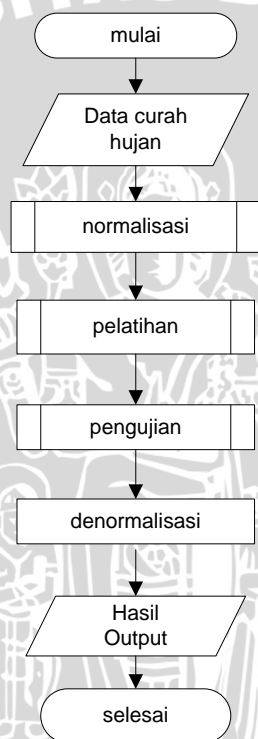 mulai
Data curah
hujan
normalisasi
pelatihan
pengujian
denormalisasi
Hasil
Output
selesai